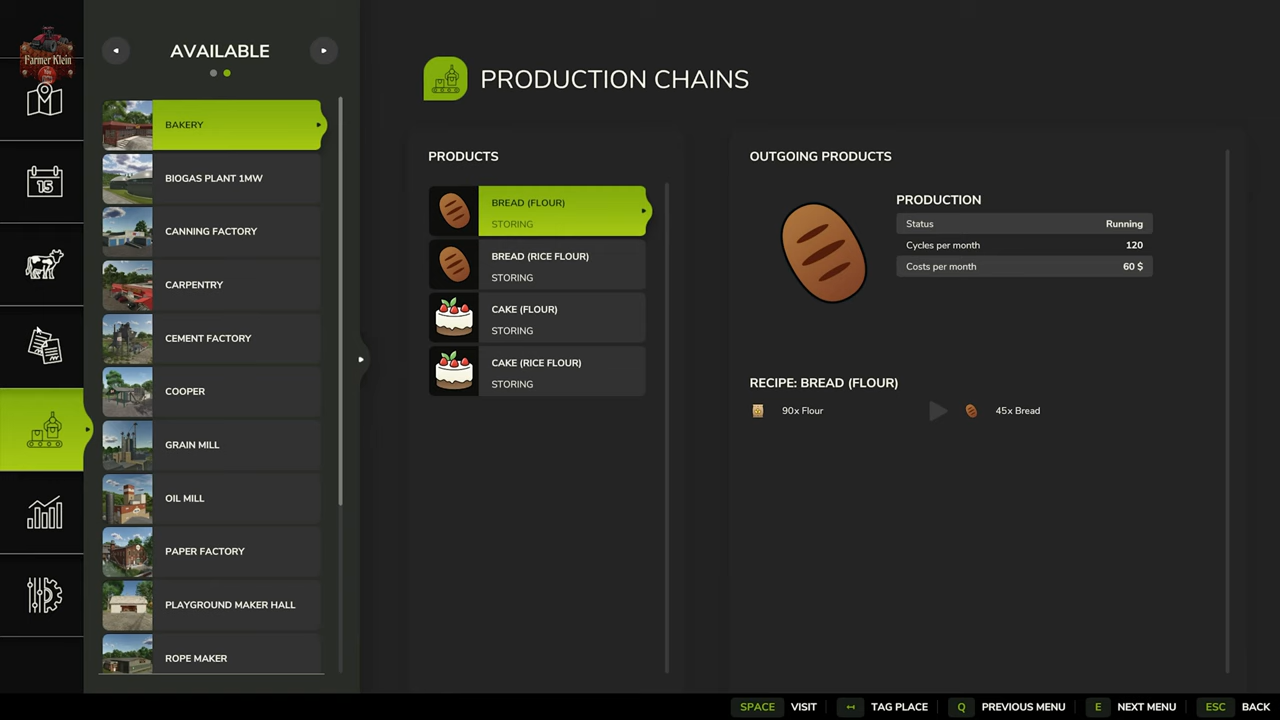 Farmer Klein
15
AVAILABLE
BAKERY
BIOGAS PLANT 1MW
CANNING FACTORY
CARPENTRY
CEMENT FACTORY
COOPER
GRAIN MILL
OIL MILL
PAPER FACTORY
PLAYGROUND MAKER HALL
ROPE MAKER
PRODUCTION CHAINS
PRODUCTS
BREAD (FLOUR)
STORING
BREAD (RICE FLOUR)
STORING
CAKE (FLOUR)
STORING
CAKE (RICE FLOUR)
STORING
OUTGOING PRODUCTS
PRODUCTION
Status Running
Cycles per month 120
Costs per month 60 $
RECIPE: BREAD (FLOUR)
90x Flour 45x Bread
SPACE VISIT TAG PLACE Q PREVIOUS MENU E NEXT MENU ESC BACK